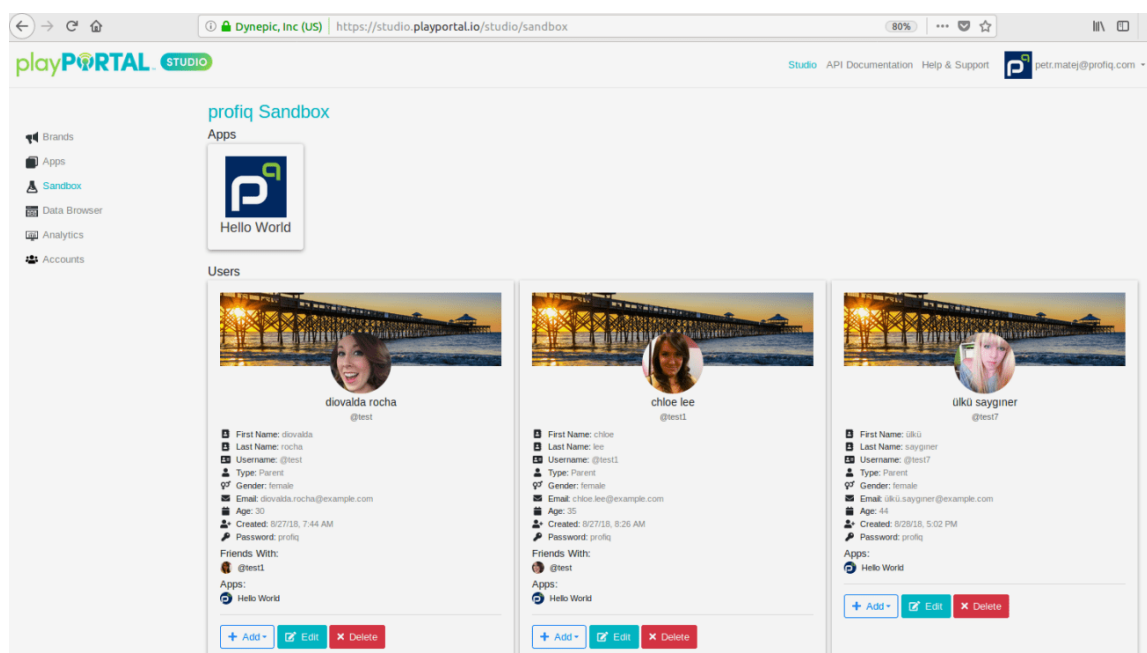 Dynepic, Inc (US) https://studio.playportal.io/studio/sandbox 80%
playPORTAL STUDIO
Studio API Documentation Help & Support petr.matej@profiq.com
profiq Sandbox
Brands
Apps
Sandbox
Data Browser
Analytics
Accounts
Apps
Hello World
Users
diovalda rocha
@test
First Name: diovalda
Last Name: rocha
Username: @test
Type: Parent
Gender: female
Email: diovalda.rocha@example.com
Age: 30
Created: 8/27/18, 7:44 AM
Password: profiq
Friends With:
@test1
Apps:
Hello World
+ Add Edit × Delete
chloe lee
@test1
First Name: chloe
Last Name: lee
Username: @test1
Type: Parent
Gender: female
Email: chloe.lee@example.com
Age: 35
Created: 8/27/18, 8:26 AM
Password: profiq
Friends With:
@test
Apps:
Hello World
+ Add Edit × Delete
ülkü saygıner
@test7
First Name: ülkü
Last Name: saygıner
Username: @test7
Type: Parent
Gender: female
Email: ülkü.saygıner@example.com
Age: 44
Created: 8/28/18, 5:02 PM
Password: profiq
Apps:
Hello World
+ Add Edit × Delete